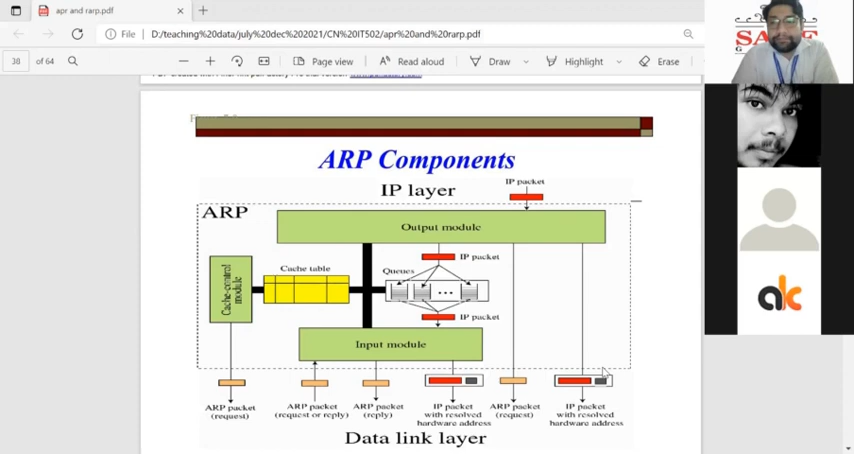 apr and rarp.pdf
File
D:/teaching%20data/july%20dec%202021/CN%20IT502/apr%20and%20rarp.pdf
38 of 64
Page view
Read aloud
Draw
Highlight
Erase
ARP Components
IP layer
IP packet
ARP
Output module
Cache-control
module
Cache table
Queues
IP packet
IP packet
Input module
ARP packet
(request)
ARP packet
(request or reply)
ARP packet
(reply)
IP packet
with resolved
hardware address
ARP packet
(request)
IP packet
with resolved
hardware address
Data link layer
ak